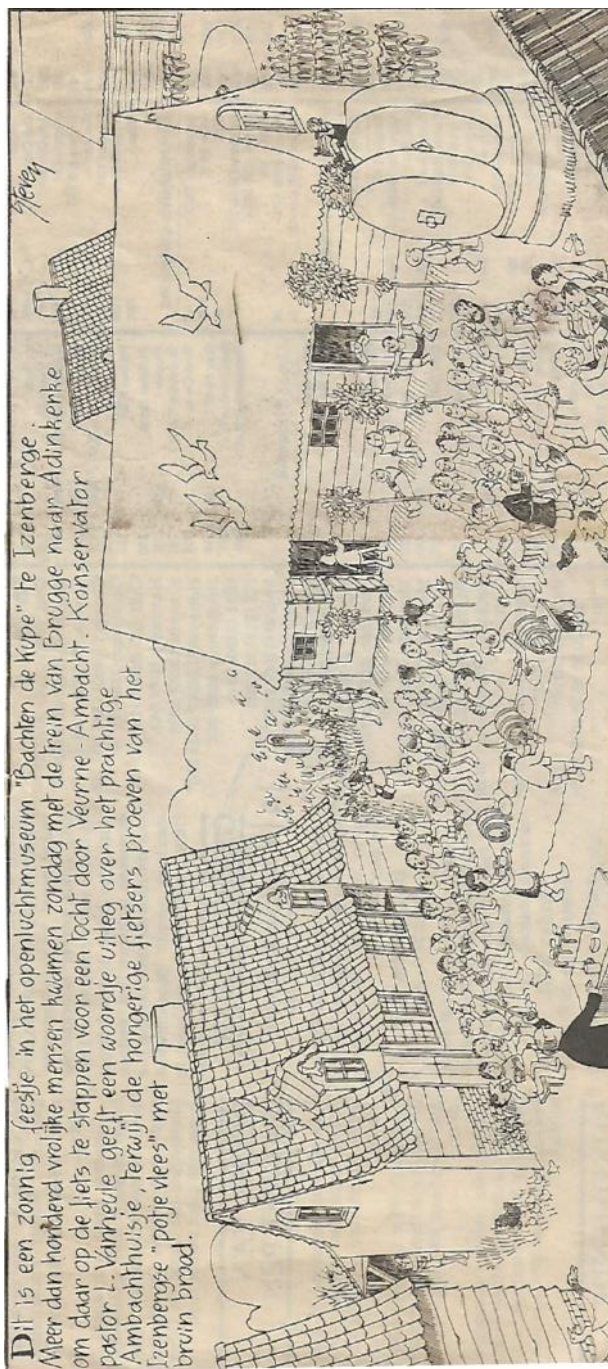 Dit is een zonnig feestje in het openluchtmuseum "Bachten de Kupe" te Izenberge
Meer dan honderd vrolijke mensen kwamen zondag met de trein van Brugge naar Adinkerke
om daar op de fiets te stappen voor een tocht door Veurne-Ambacht. Konservator
pastor L. Vanheule geeft een woordje uitleg over het prachtige
Ambachthuisje, terwijl de hongerige fietsers proeven van het
Izenbergse "potje vlees" met
bruin brood.
Steven